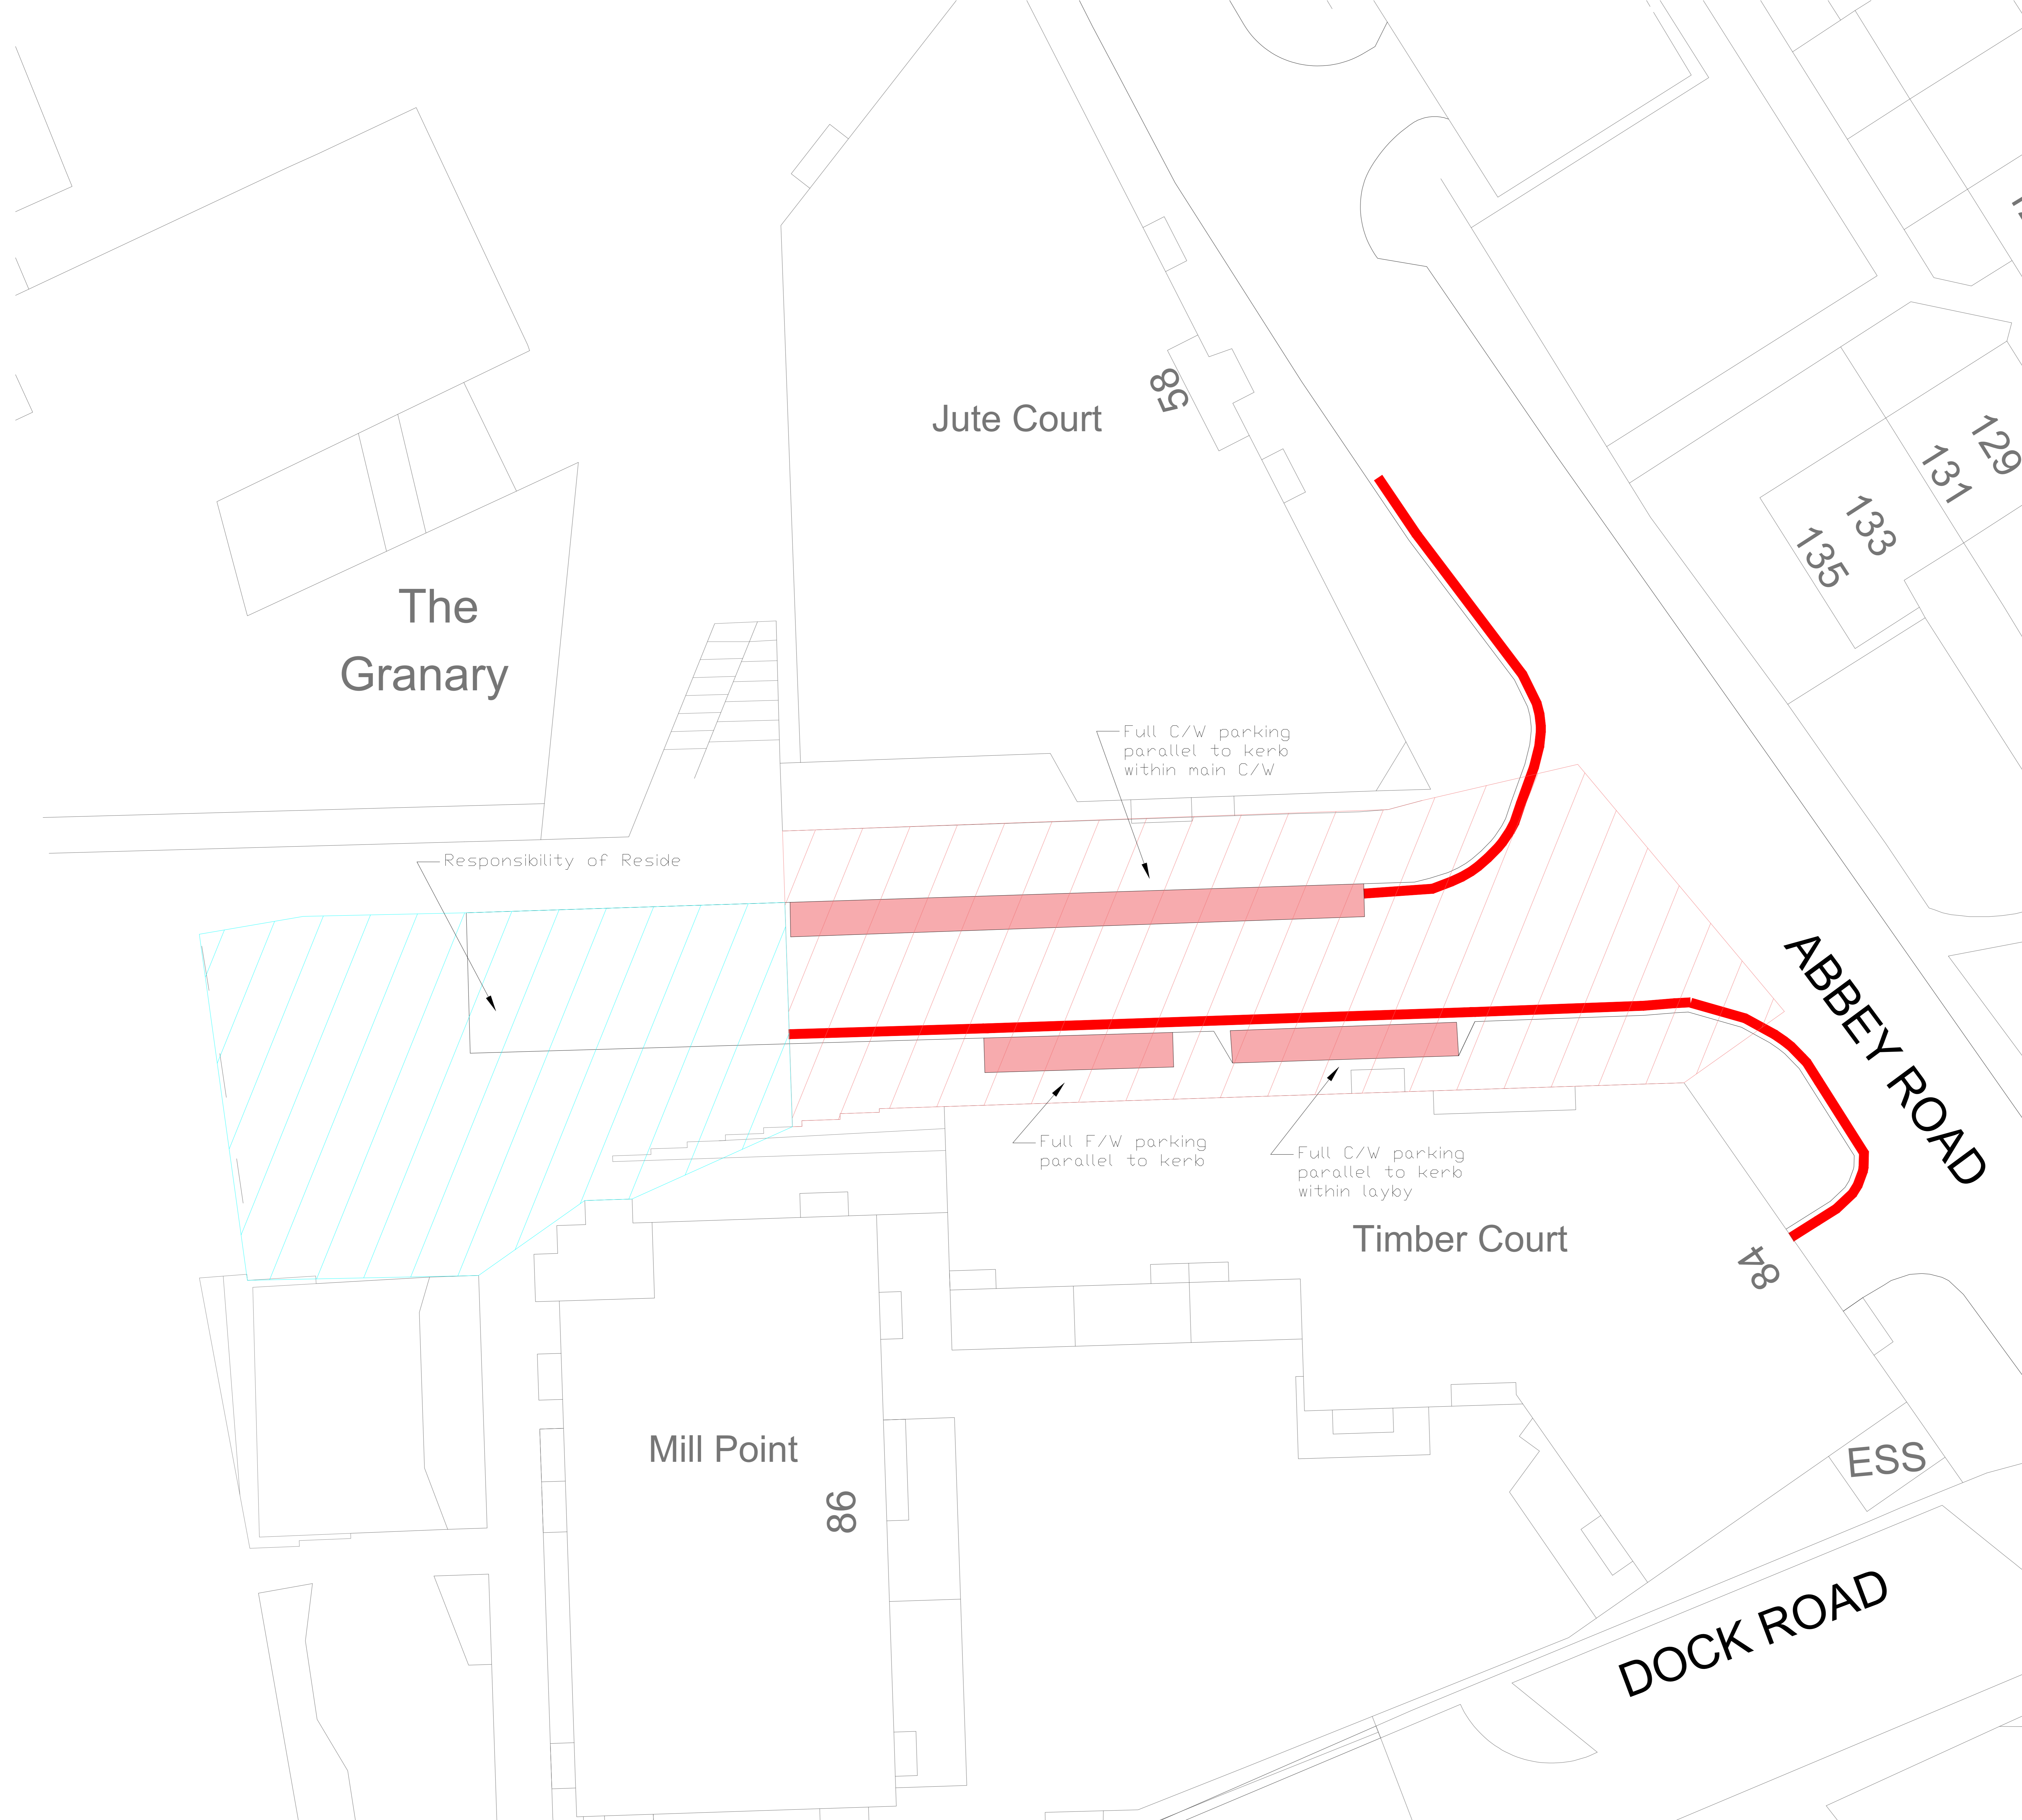 Jute Court
58
129
131
133
135
The
Granary
Full C/W parking
parallel to kerb
within main C/W
Responsibility of Reside
ABBEY ROAD
Full F/W parking
parallel to kerb
Full C/W parking
parallel to kerb
within layby
Timber Court
84
Mill Point
86
ESS
DOCK ROAD